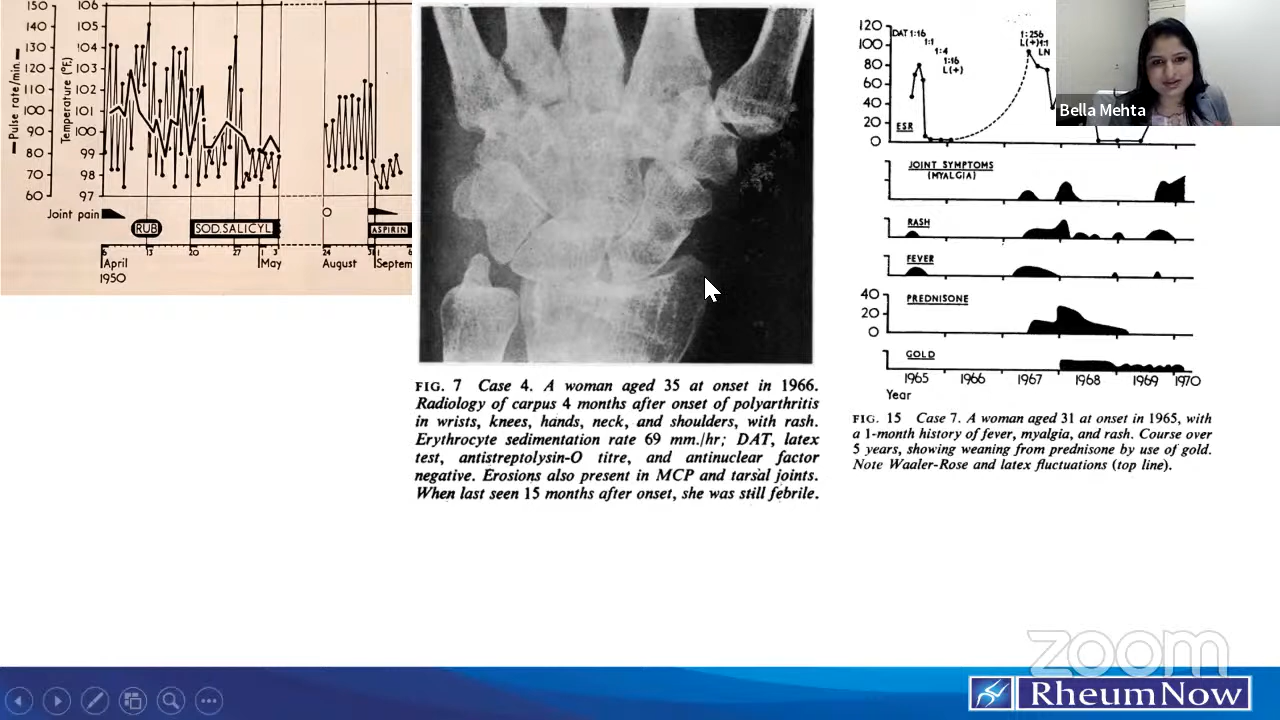 150
140
130
120
110
100
90
80
70
60
Pulse rate/min.
106
105
104
103
102
101
100
99
98
97
Temperature (°F.)
Joint pain
RUB
SOD. SALICYL
ASPIRIN
6 13 20 27 1 3 24 31 1 6
April May August Septem
1950
FIG. 7 Case 4. A woman aged 35 at onset in 1966.
Radiology of carpus 4 months after onset of polyarthritis
in wrists, knees, hands, neck, and shoulders, with rash.
Erythrocyte sedimentation rate 69 mm./hr; DAT, latex
test, antistreptolysin-O titre, and antinuclear factor
negative. Erosions also present in MCP and tarsal joints.
When last seen 15 months after onset, she was still febrile.
120
100
80
60
40
20
0
DAT 1:16
1:1
1:4
1:16
L(+)
1:256
L(+)1:1
LN
ESR
JOINT SYMPTOMS
(MYALGIA)
RASH
FEVER
40
20
0
PREDNISONE
GOLD
1965 1966 1967 1968 1969 1970
Year
FIG. 15 Case 7. A woman aged 31 at onset in 1965, with
a 1-month history of fever, myalgia, and rash. Course over
5 years, showing weaning from prednisone by use of gold.
Note Waaler-Rose and latex fluctuations (top line).
Bella Mehta
zoom
RheumNow